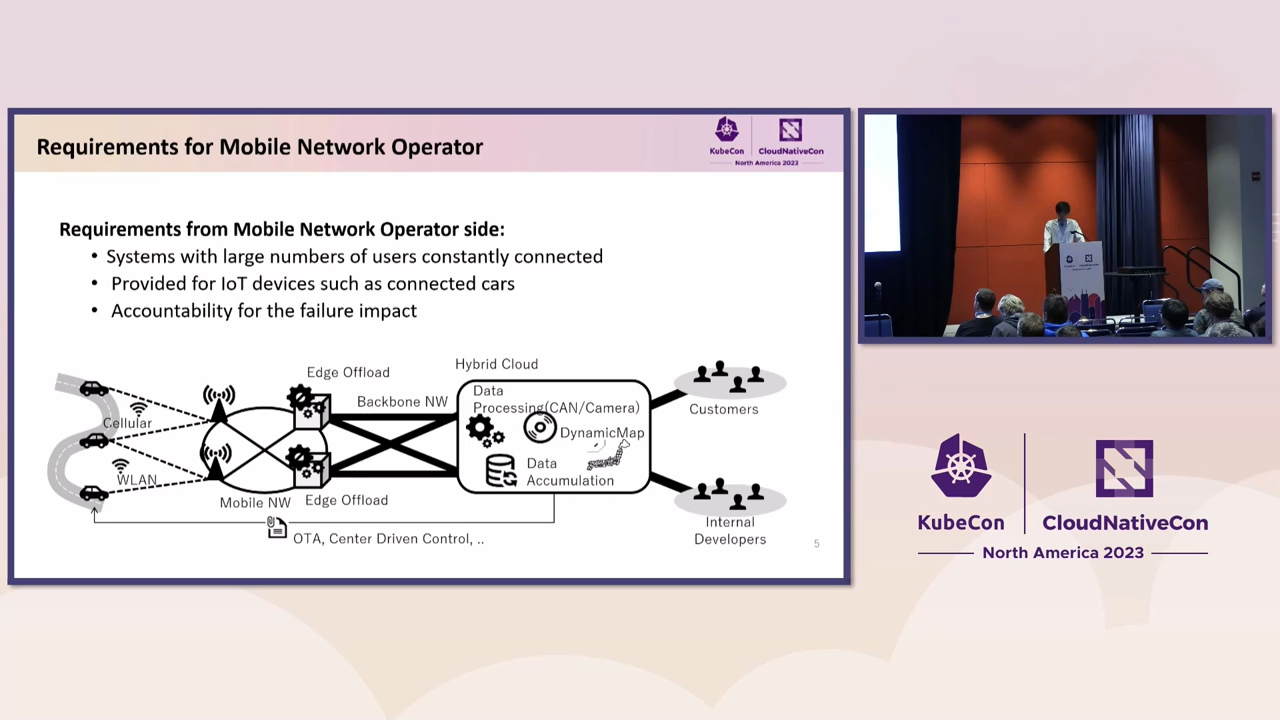 Requirements for Mobile Network Operator
KubeCon
CloudNativeCon
North America 2023
Requirements from Mobile Network Operator side:
• Systems with large numbers of users constantly connected
• Provided for IoT devices such as connected cars
• Accountability for the failure impact
Hybrid Cloud
Edge Offload
Data
Processing(CAN/Camera)
Backbone NW
Customers
Cellular
DynamicMap
Data
Accumulation
WLAN
Mobile NW
Edge Offload
Internal
Developers
OTA, Center Driven Control, ..
5
KubeCon
CloudNativeCon
North America 2023